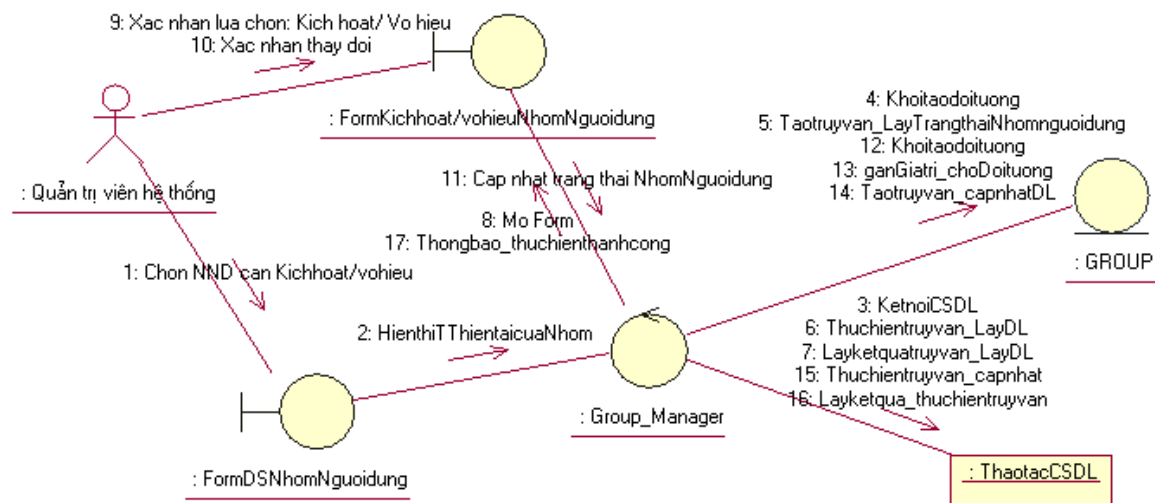 9: Xac nhan lua chon: Kich hoat/ Vo hieu
10: Xac nhan thay doi
: FormKichhoat/vohieuNhomNguoidung
: Quản trị viên hệ thống
4: Khoitaodoituong
5: Taotruyvan_LayTrangthaiNhomnguoidung
12: Khoitaodoituong
13: ganGiatri_choDoituong
14: Taotruyvan_capnhatDL
: GROUP
11: Cap nhat trang thai NhomNguoidung
8: Mo Form
17: Thongbao_thuchienthanhcong
1: Chon NND can Kichhoat/vohieu
2: HienthiTThientaicuaNhom
3: KetnoiCSDL
6: Thuchientruyvan_LayDL
7: Layketquatruyvan_LayDL
15: Thuchientruyvan_capnhat
16: Layketqua_thuchientruyvan
: Group_Manager
: FormDSNhomNguoidung
: ThaotacCSDL